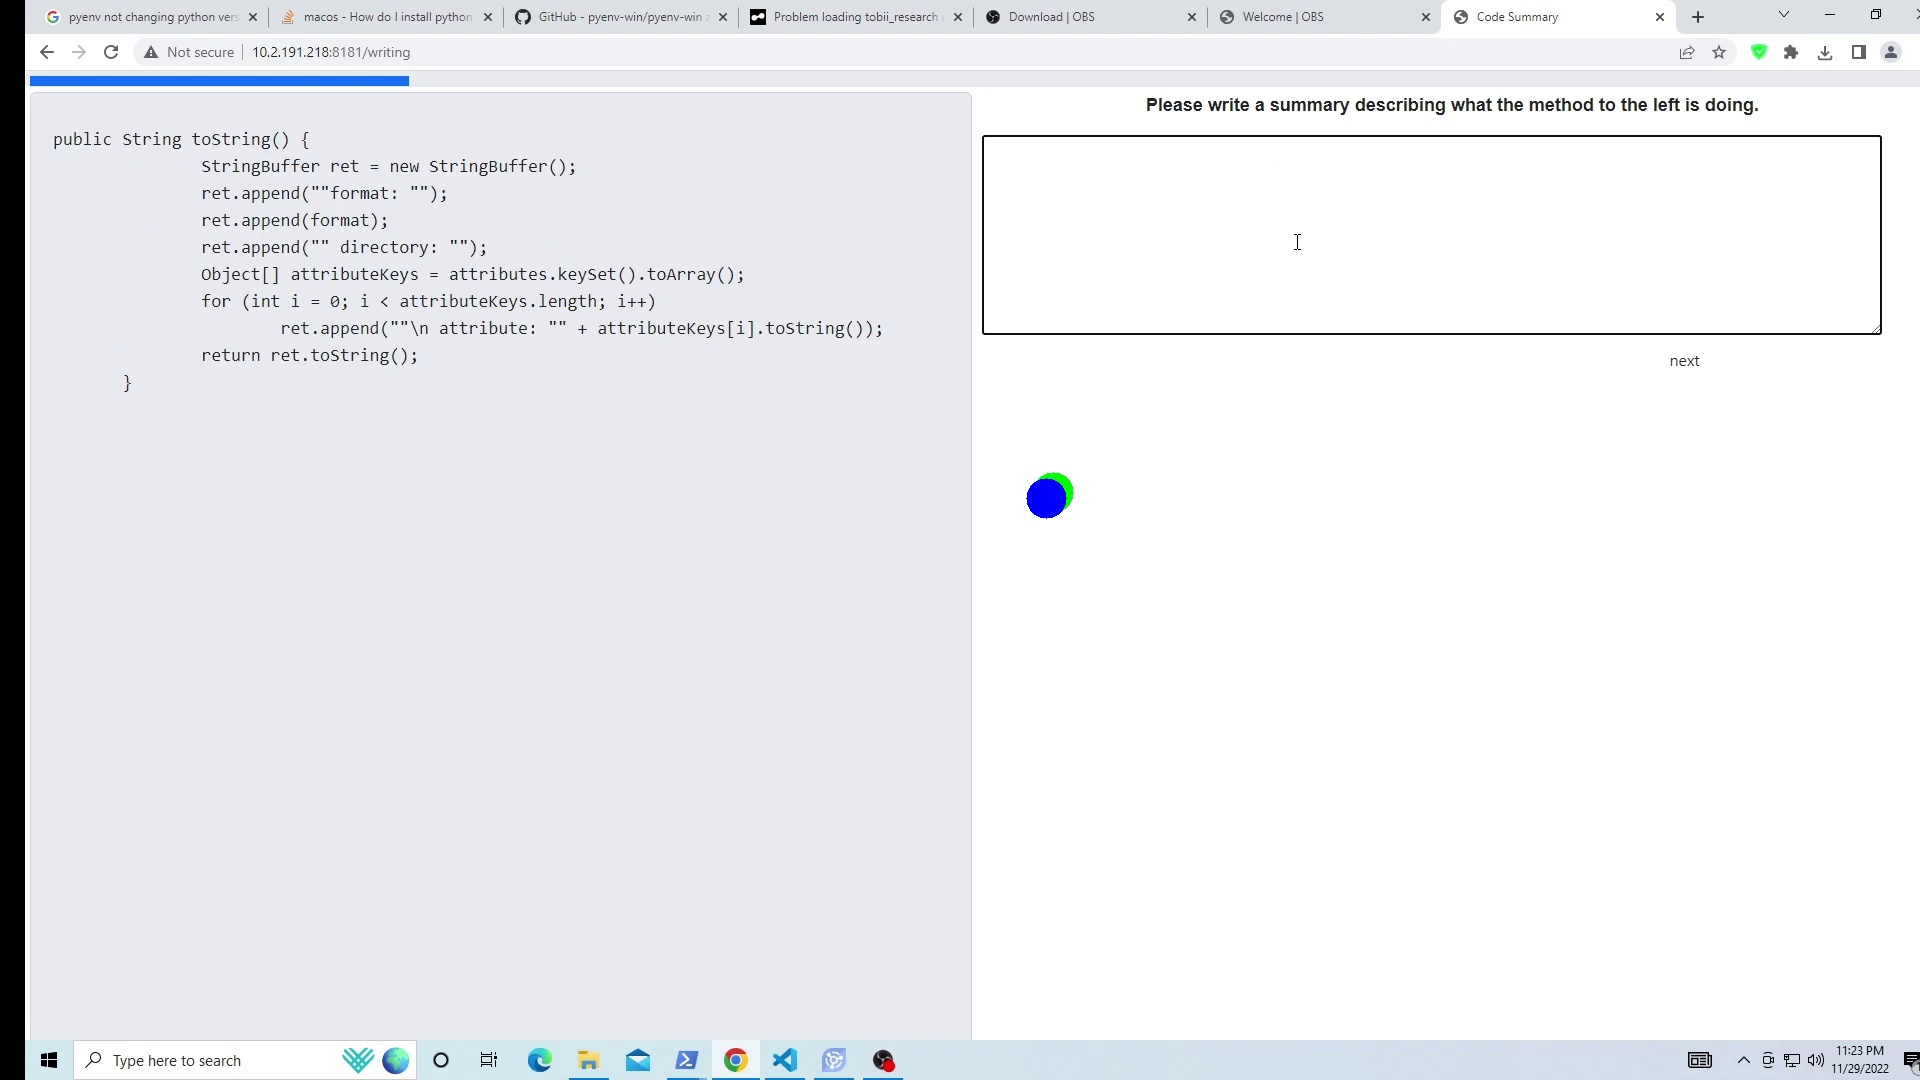 pyenv not changing python vers
macos - How do I install python
GitHub - pyenv-win/pyenv-win
Problem loading tobii_research
Download | OBS
Welcome | OBS
Code Summary
Not secure
10.2.191.218:8181/writing
public String toString() {
StringBuffer ret = new StringBuffer();
ret.append(""format: "");
ret.append(format);
ret.append("" directory: "");
Object[] attributeKeys = attributes.keySet().toArray();
for (int i = 0; i < attributeKeys.length; i++)
ret.append(""\n attribute: "" + attributeKeys[i].toString());
return ret.toString();
}
Please write a summary describing what the method to the left is doing.
next
Type here to search
11:23 PM
11/29/2022